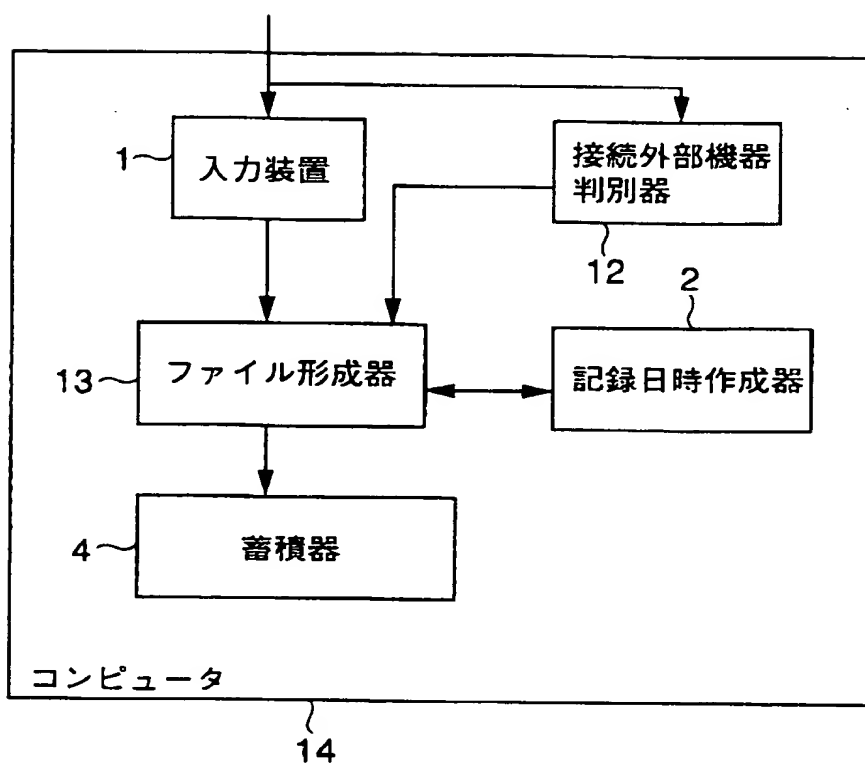 1
入力装置
接続外部機器
判別器
12
2
13
ファイル形成器
記録日時作成器
4
蓄積器
コンピュータ
14